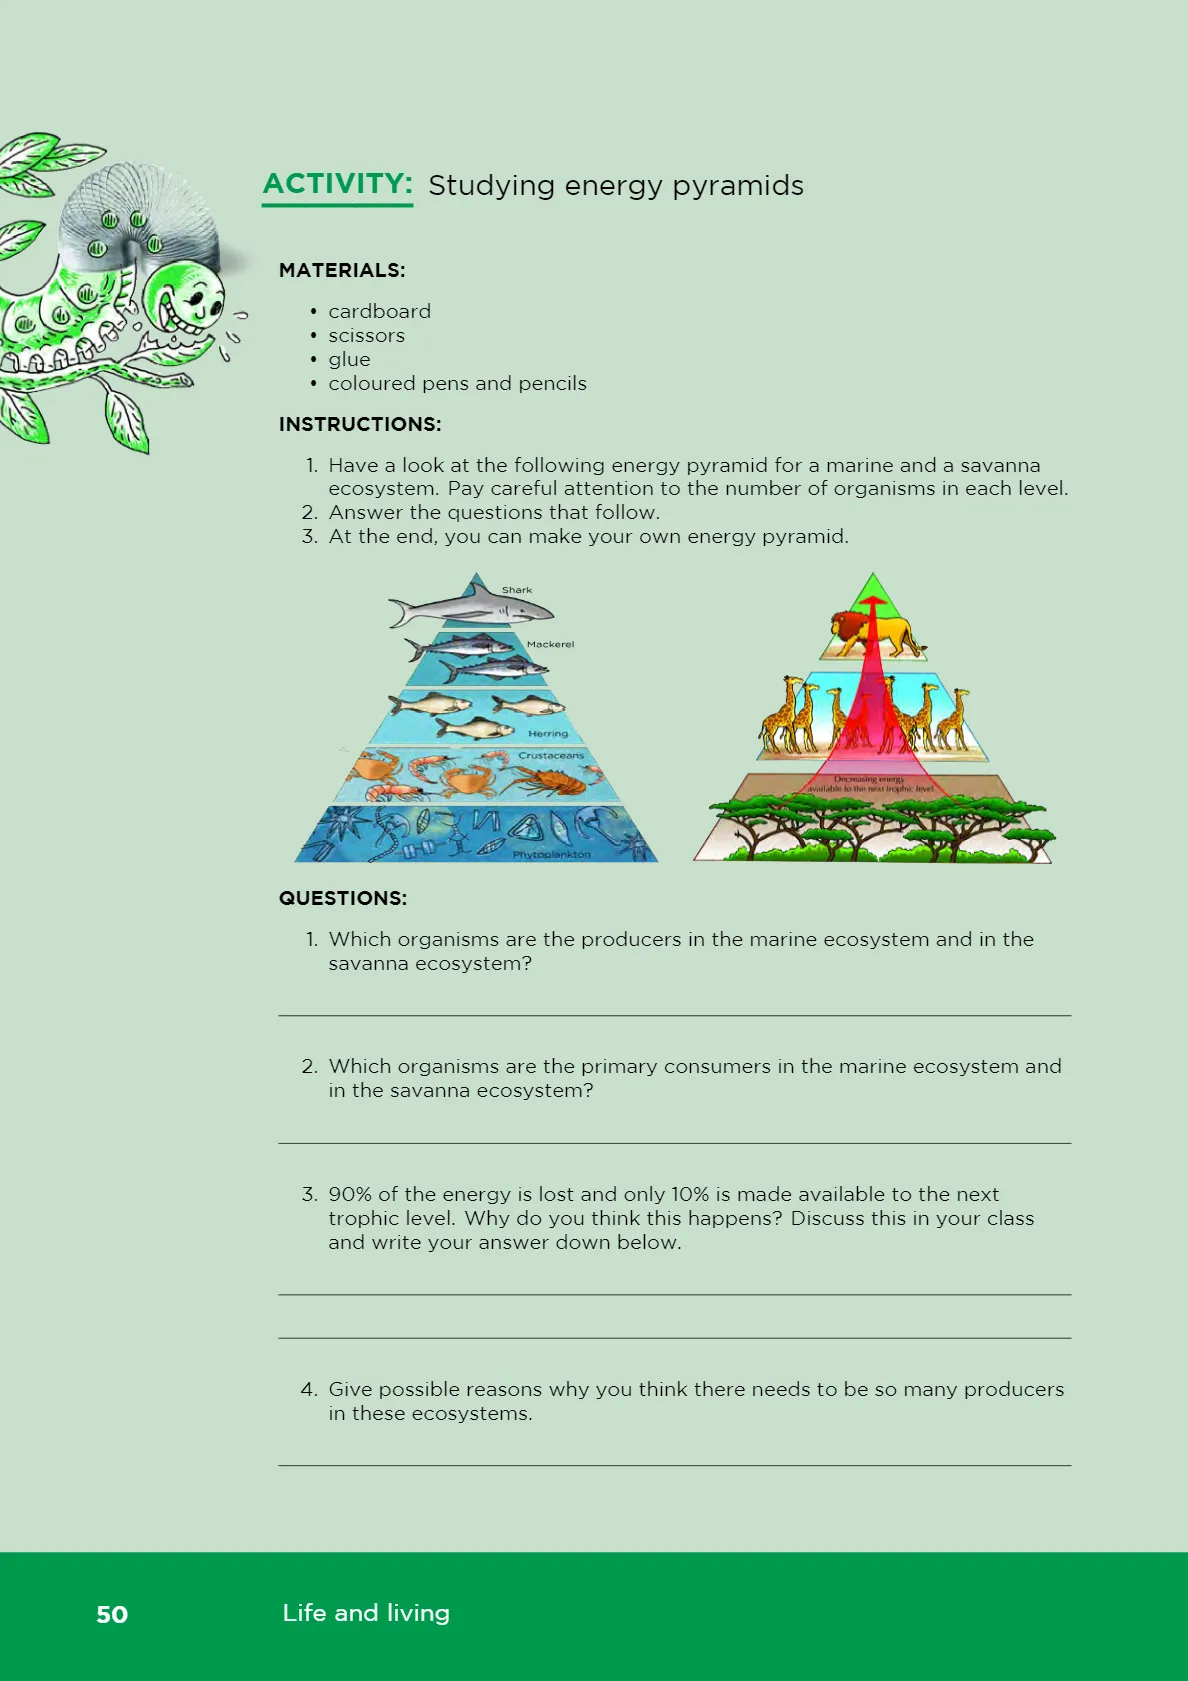 ACTIVITY: Studying energy pyramids
MATERIALS:
• cardboard
• scissors
• glue
• coloured pens and pencils
INSTRUCTIONS:
1. Have a look at the following energy pyramid for a marine and a savanna
ecosystem. Pay careful attention to the number of organisms in each level.
2. Answer the questions that follow.
3. At the end, you can make your own energy pyramid.
Shark
Mackerel
Herring
Crustaceans
Phytoplankton
Decreasing energy
available to the next trophic level
QUESTIONS:
1. Which organisms are the producers in the marine ecosystem and in the
savanna ecosystem?
2. Which organisms are the primary consumers in the marine ecosystem and
in the savanna ecosystem?
3. 90% of the energy is lost and only 10% is made available to the next
trophic level. Why do you think this happens? Discuss this in your class
and write your answer down below.
4. Give possible reasons why you think there needs to be so many producers
in these ecosystems.
50
Life and living